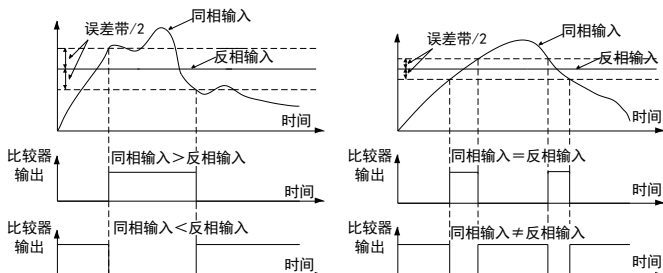 误差带/2
同相输入
反相输入
时间
比较器
输出
同相输入>反相输入
时间
比较器
输出
同相输入<反相输入
时间
误差带/2
同相输入
反相输入
时间
比较器
输出
同相输入=反相输入
时间
比较器
输出
同相输入≠反相输入
时间